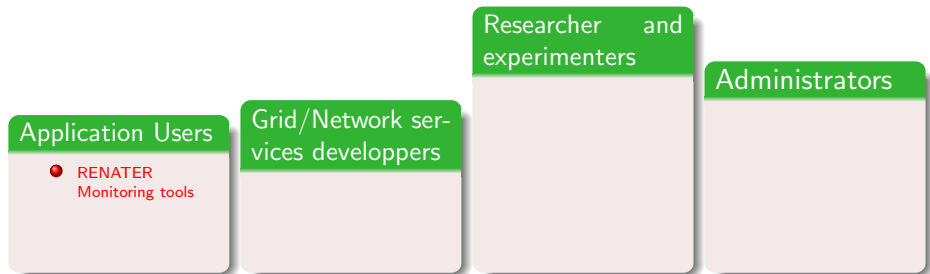 Application Users
RENATER
Monitoring tools
Grid/Network ser-
vices developpers
Researcher and
experimenters
Administrators